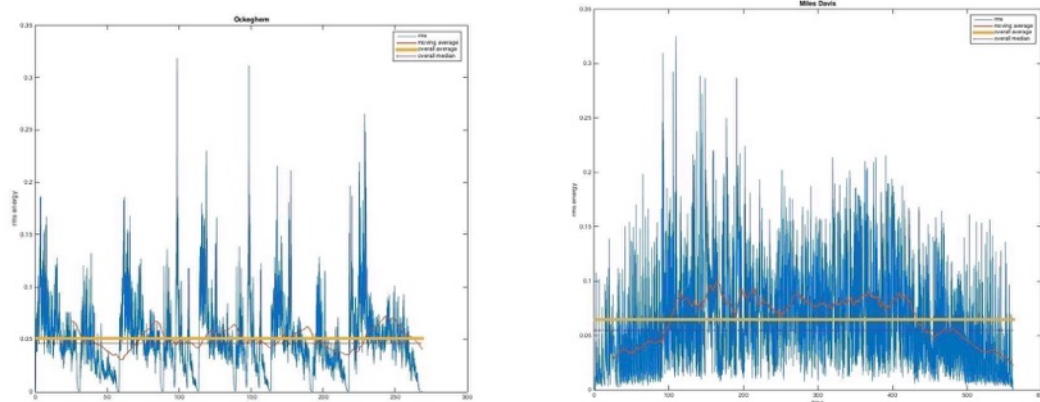 Ockeghem
rms
moving average
overall average
overall median
0.35
0.3
0.25
0.2
0.15
0.1
0.05
0
rms energy
0
50
100
150
200
250
300
Miles Davis
rms
moving average
overall average
overall median
0.35
0.3
0.25
0.2
0.15
0.1
0.05
0
rms energy
0
100
200
300
400
500